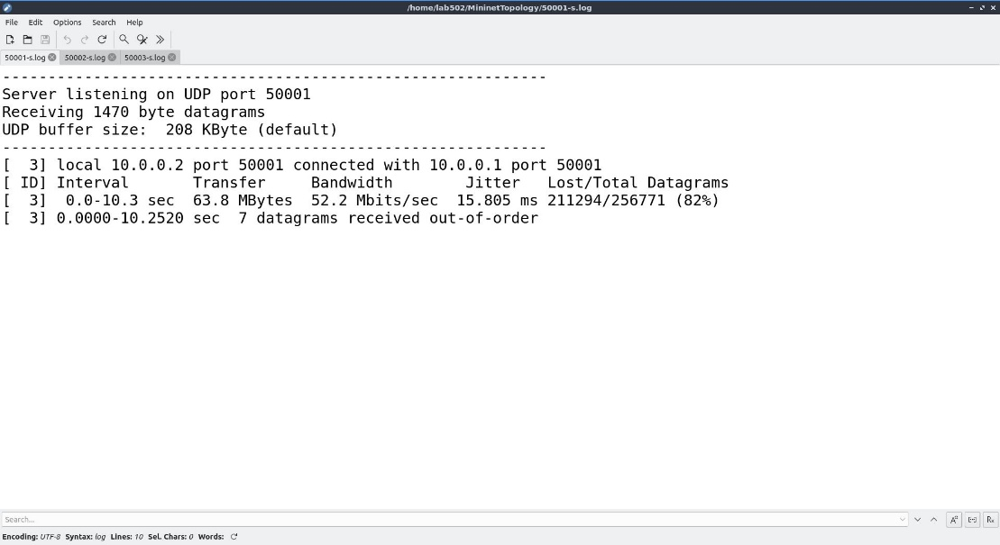 /home/lab502/MininetTopology/50001-s.log
File Edit Options Search Help
50001-s.log 50002-s.log 50003-s.log
------------------------------------------------------------
Server listening on UDP port 50001
Receiving 1470 byte datagrams
UDP buffer size:  208 KByte (default)
------------------------------------------------------------
[  3] local 10.0.0.2 port 50001 connected with 10.0.0.1 port 50001
[ ID] Interval       Transfer     Bandwidth        Jitter   Lost/Total Datagrams
[  3]  0.0-10.3 sec  63.8 MBytes  52.2 Mbits/sec  15.805 ms 211294/256771 (82%)
[  3] 0.0000-10.2520 sec  7 datagrams received out-of-order
Search...
Encoding: UTF-8 Syntax: log Lines: 10 Sel. Chars: 0 Words: